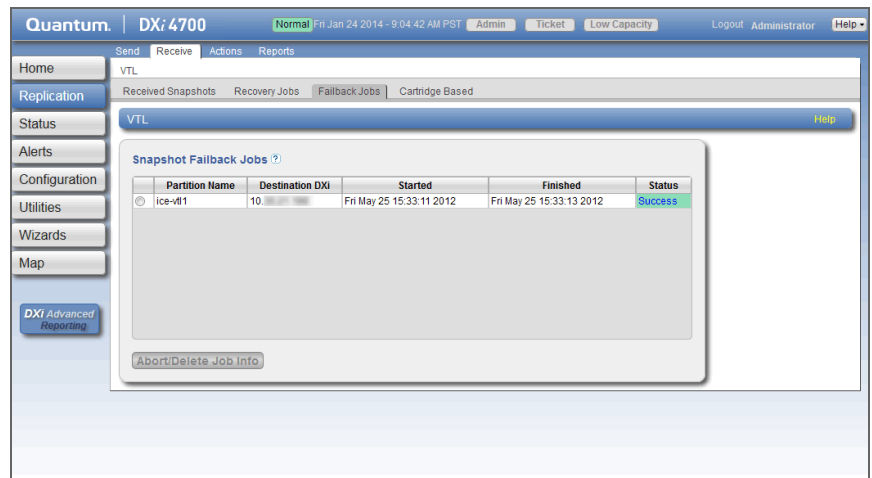 Quantum. DXi 4700 Normal Fri Jan 24 2014 - 9:04:42 AM PST Admin Ticket Low Capacity Logout Administrator Help
Send Receive Actions Reports
Home
VTL
Replication
Received Snapshots Recovery Jobs Failback Jobs Cartridge Based
Status
VTL Help
Alerts
Snapshot Failback Jobs ?
Configuration
Partition Name Destination DXi Started Finished Status
Utilities
ice-vtl1 10. Fri May 25 15:33:11 2012 Fri May 25 15:33:13 2012 Success
Wizards
Map
DXi Advanced
Reporting
Abort/Delete Job Info